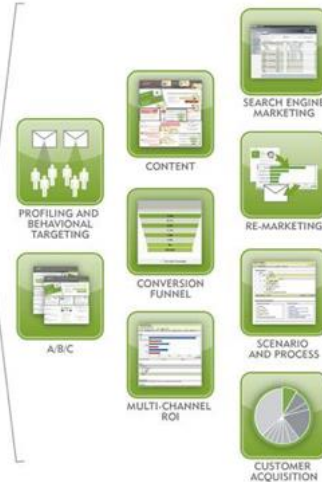 PROFILING AND
BEHAVIORAL
TARGETING
A/B/C
CONTENT
CONVERSION
FUNNEL
MULTI-CHANNEL
ROI
SEARCH ENGINE
MARKETING
RE-MARKETING
SCENARIO
AND PROCESS
CUSTOMER
ACQUISITION